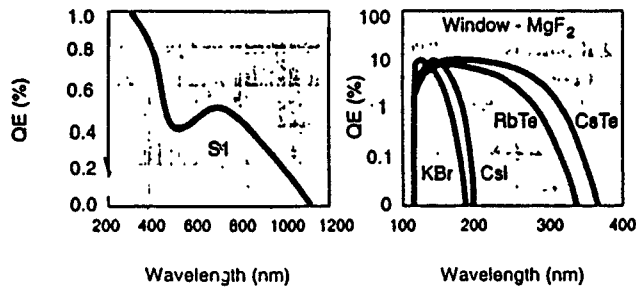 QE (%)
1.0
0.8
0.6
0.4
0.2
0.0
S1
200 400 600 800 1000 1200
Wavelength (nm)
QE (%)
100
10
1
0.1
0
Window - MgF2
RbTe
CsTe
KBr
CsI
100 200 300 400
Wavelength (nm)